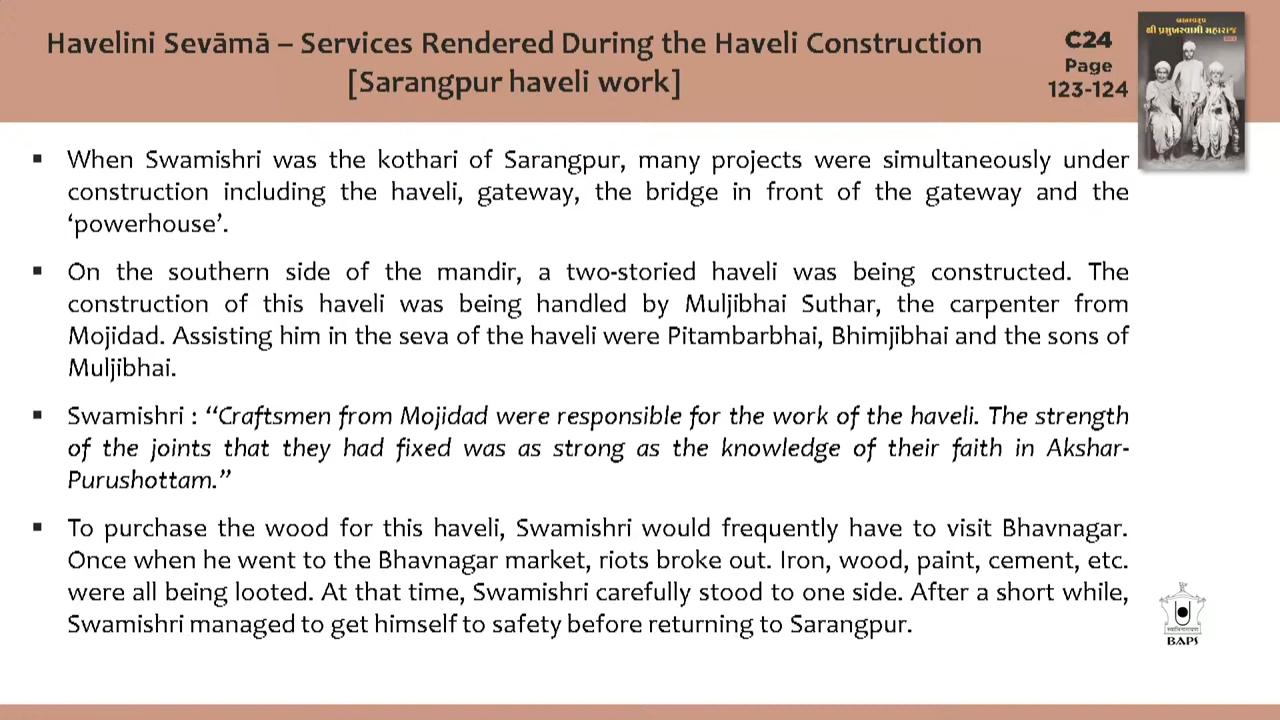 Havelini Sevāmā – Services Rendered During the Haveli Construction
[Sarangpur haveli work]
C24
Page
123-124
શ્રી પ્રમુખસ્વામી મહારાજ
▪ When Swamishri was the kothari of Sarangpur, many projects were simultaneously under
construction including the haveli, gateway, the bridge in front of the gateway and the
‘powerhouse’.
▪ On the southern side of the mandir, a two-storied haveli was being constructed. The
construction of this haveli was being handled by Muljibhai Suthar, the carpenter from
Mojidad. Assisting him in the seva of the haveli were Pitambarbhai, Bhimjibhai and the sons of
Muljibhai.
▪ Swamishri : “Craftsmen from Mojidad were responsible for the work of the haveli. The strength
of the joints that they had fixed was as strong as the knowledge of their faith in Akshar-
Purushottam.”
▪ To purchase the wood for this haveli, Swamishri would frequently have to visit Bhavnagar.
Once when he went to the Bhavnagar market, riots broke out. Iron, wood, paint, cement, etc.
were all being looted. At that time, Swamishri carefully stood to one side. After a short while,
Swamishri managed to get himself to safety before returning to Sarangpur.
BAPS